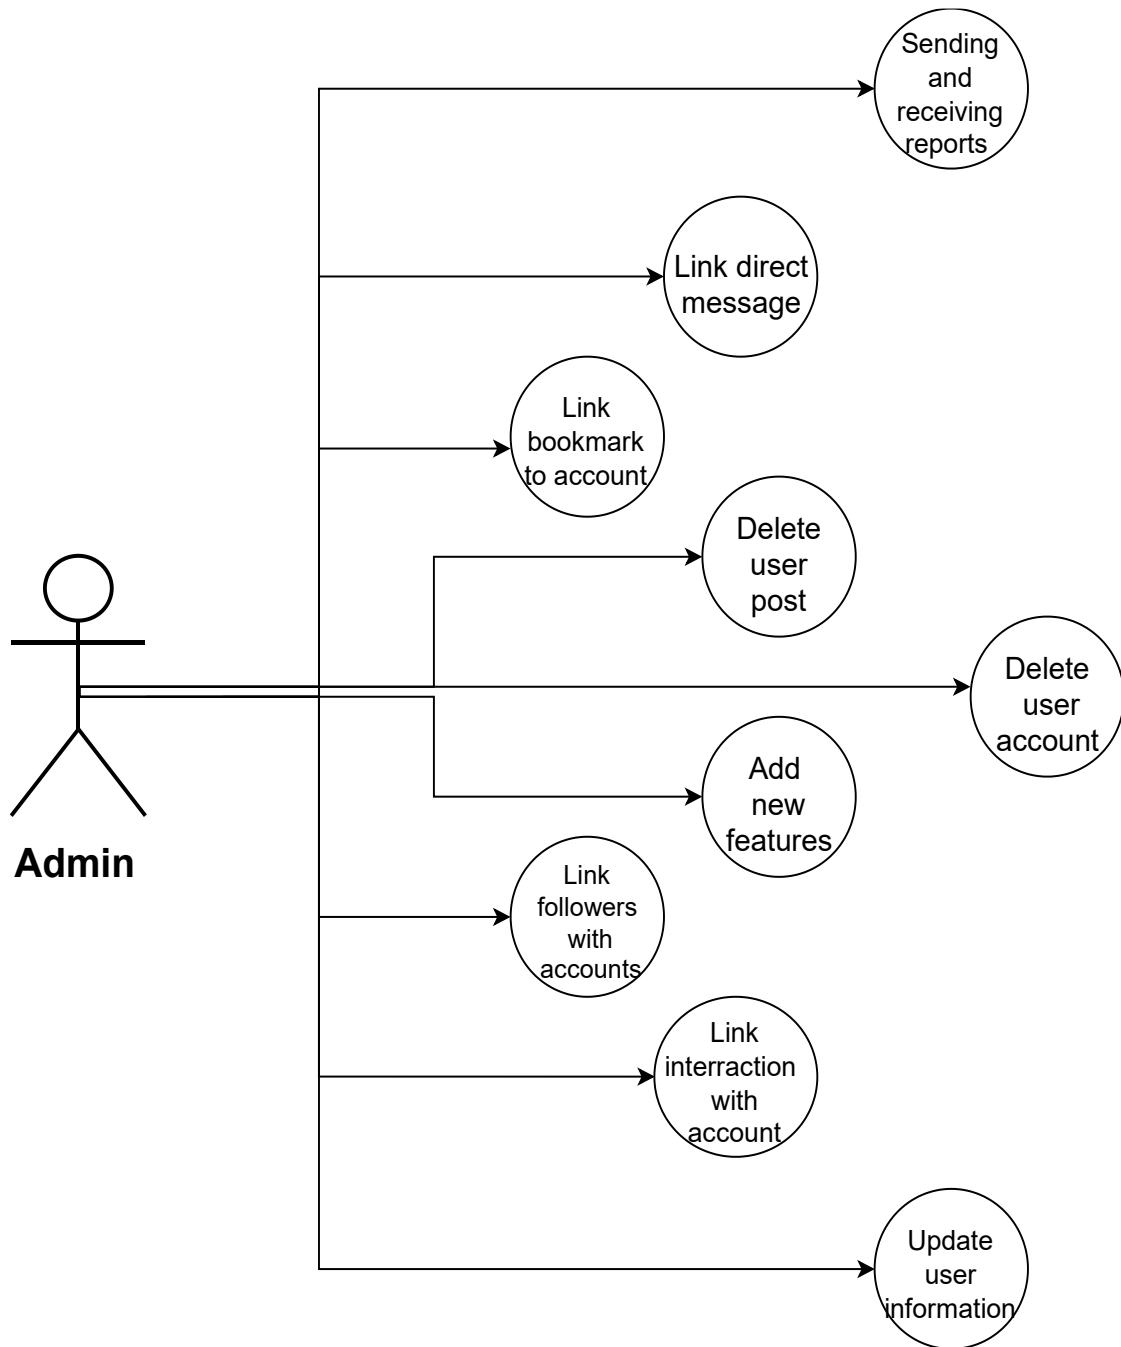 Sending
and
receiving
reports
Link direct
message
Link
bookmark
to account
Delete
user
post
Delete
user
account
Add
new
features
Admin
Link
followers
with
accounts
Link
interraction
with
account
Update
user
information